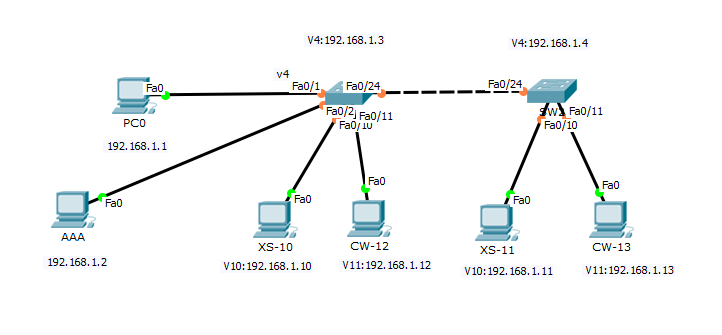 V4:192.168.1.3
V4:192.168.1.4
v4
Fa0
Fa0/1
Fa0/24
Fa0/24
PC0
Fa0/2
Fa0/11
Fa0/10
Fa0/11
Fa0/10
192.168.1.1
Fa0
AAA
192.168.1.2
Fa0
Fa0
Fa0
Fa0
XS-10
CW-12
XS-11
CW-13
V10:192.168.1.10
V11:192.168.1.12
V10:192.168.1.11
V11:192.168.1.13